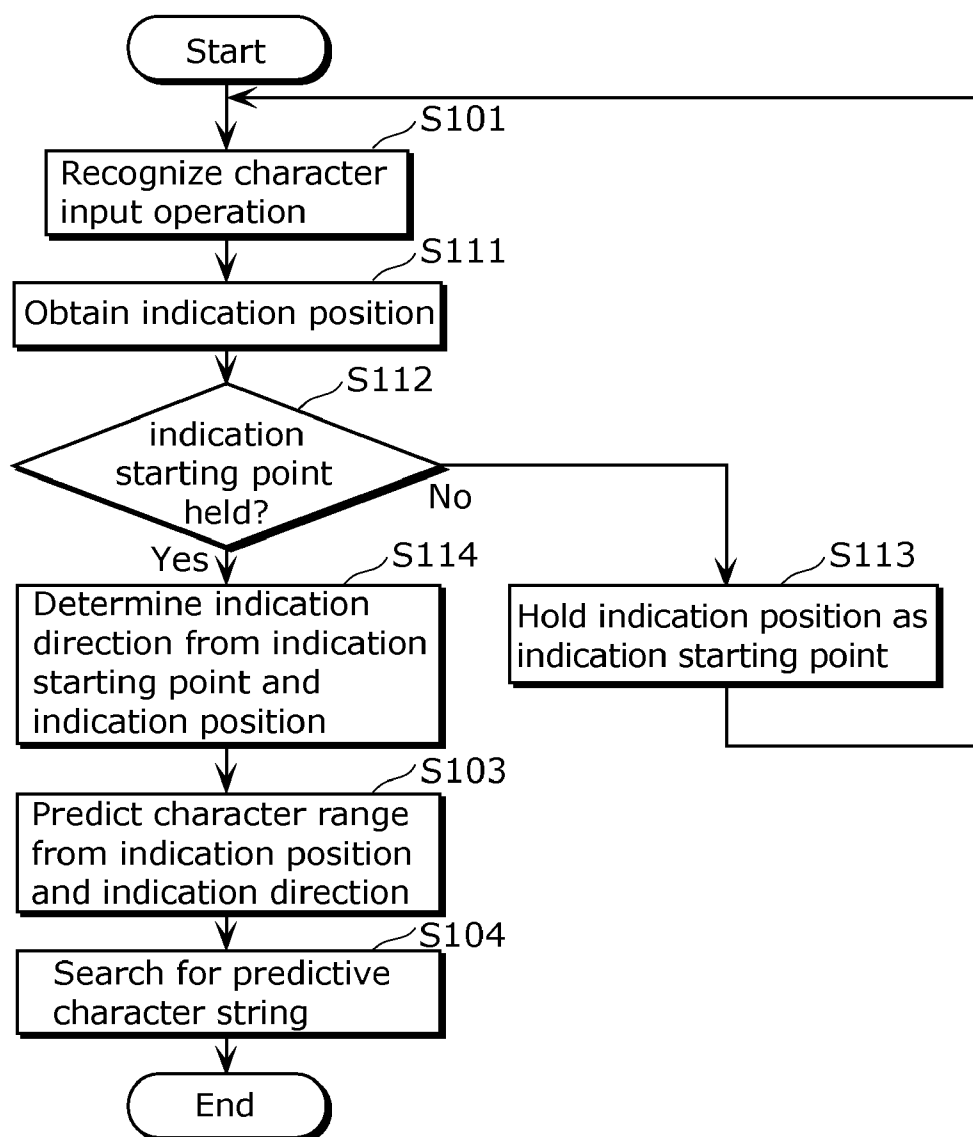 Start
S101
Recognize character
input operation
S111
Obtain indication position
S112
indication
starting point
held?
No
Yes
S114
Determine indication
direction from indication
starting point and
indication position
S113
Hold indication position as
indication starting point
S103
Predict character range
from indication position
and indication direction
S104
Search for predictive
character string
End